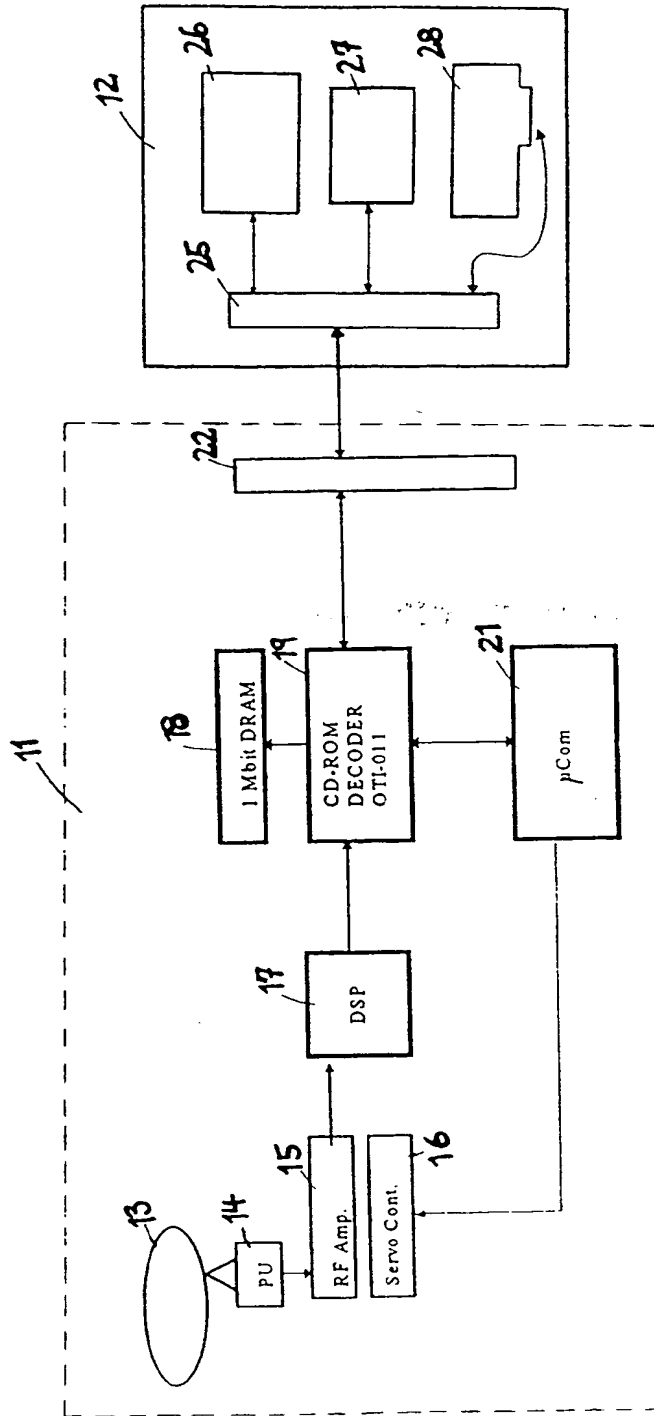 11
12
13
14
PU
15
RF Amp.
16
Servo Cont.
17
DSP
18
1 Mbit DRAM
19
CD-ROM
DECODER
OTI-011
21
µCom
22
25
26
27
28